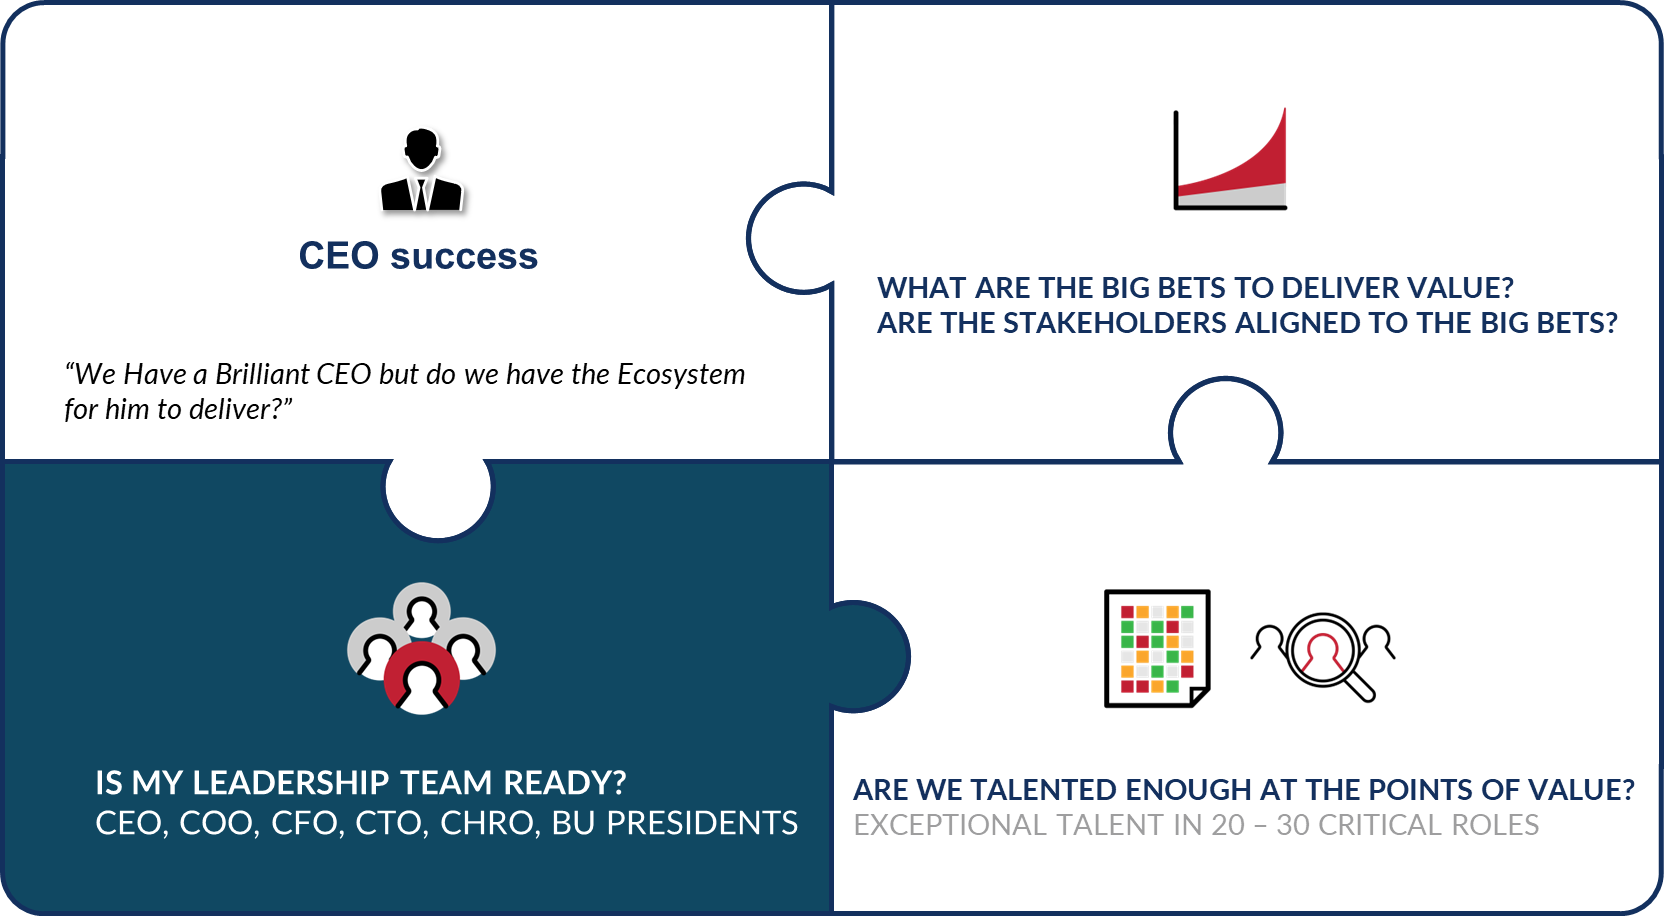 CEO success
“We Have a Brilliant CEO but do we have the Ecosystem
for him to deliver?”
WHAT ARE THE BIG BETS TO DELIVER VALUE?
ARE THE STAKEHOLDERS ALIGNED TO THE BIG BETS?
IS MY LEADERSHIP TEAM READY?
CEO, COO, CFO, CTO, CHRO, BU PRESIDENTS
ARE WE TALENTED ENOUGH AT THE POINTS OF VALUE?
EXCEPTIONAL TALENT IN 20 – 30 CRITICAL ROLES